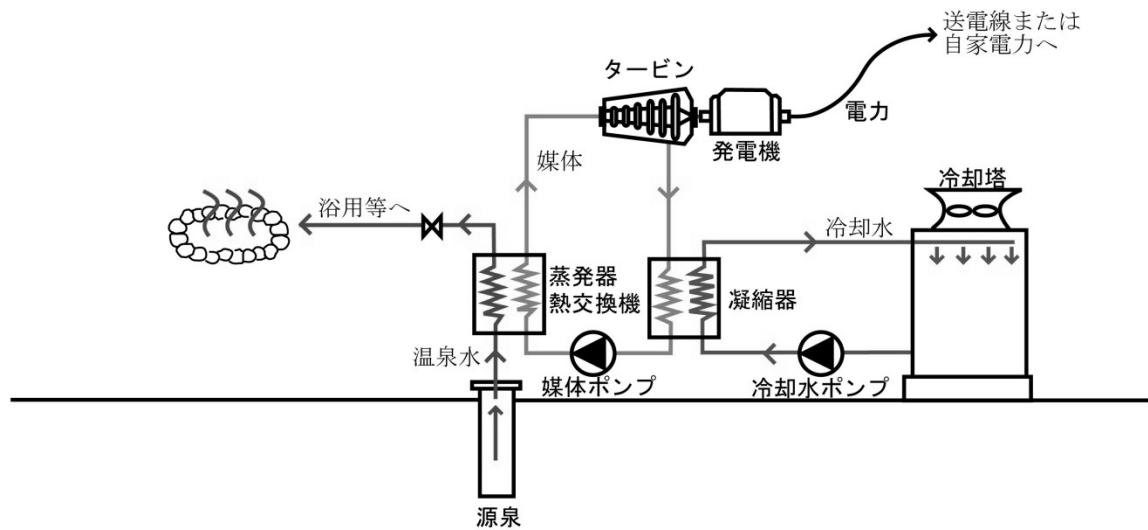 送電線または
自家電力へ
タービン
電力
発電機
媒体
冷却塔
浴用等へ
冷却水
蒸発器
熱交換機
凝縮器
温泉水
媒体ポンプ
冷却水ポンプ
源泉